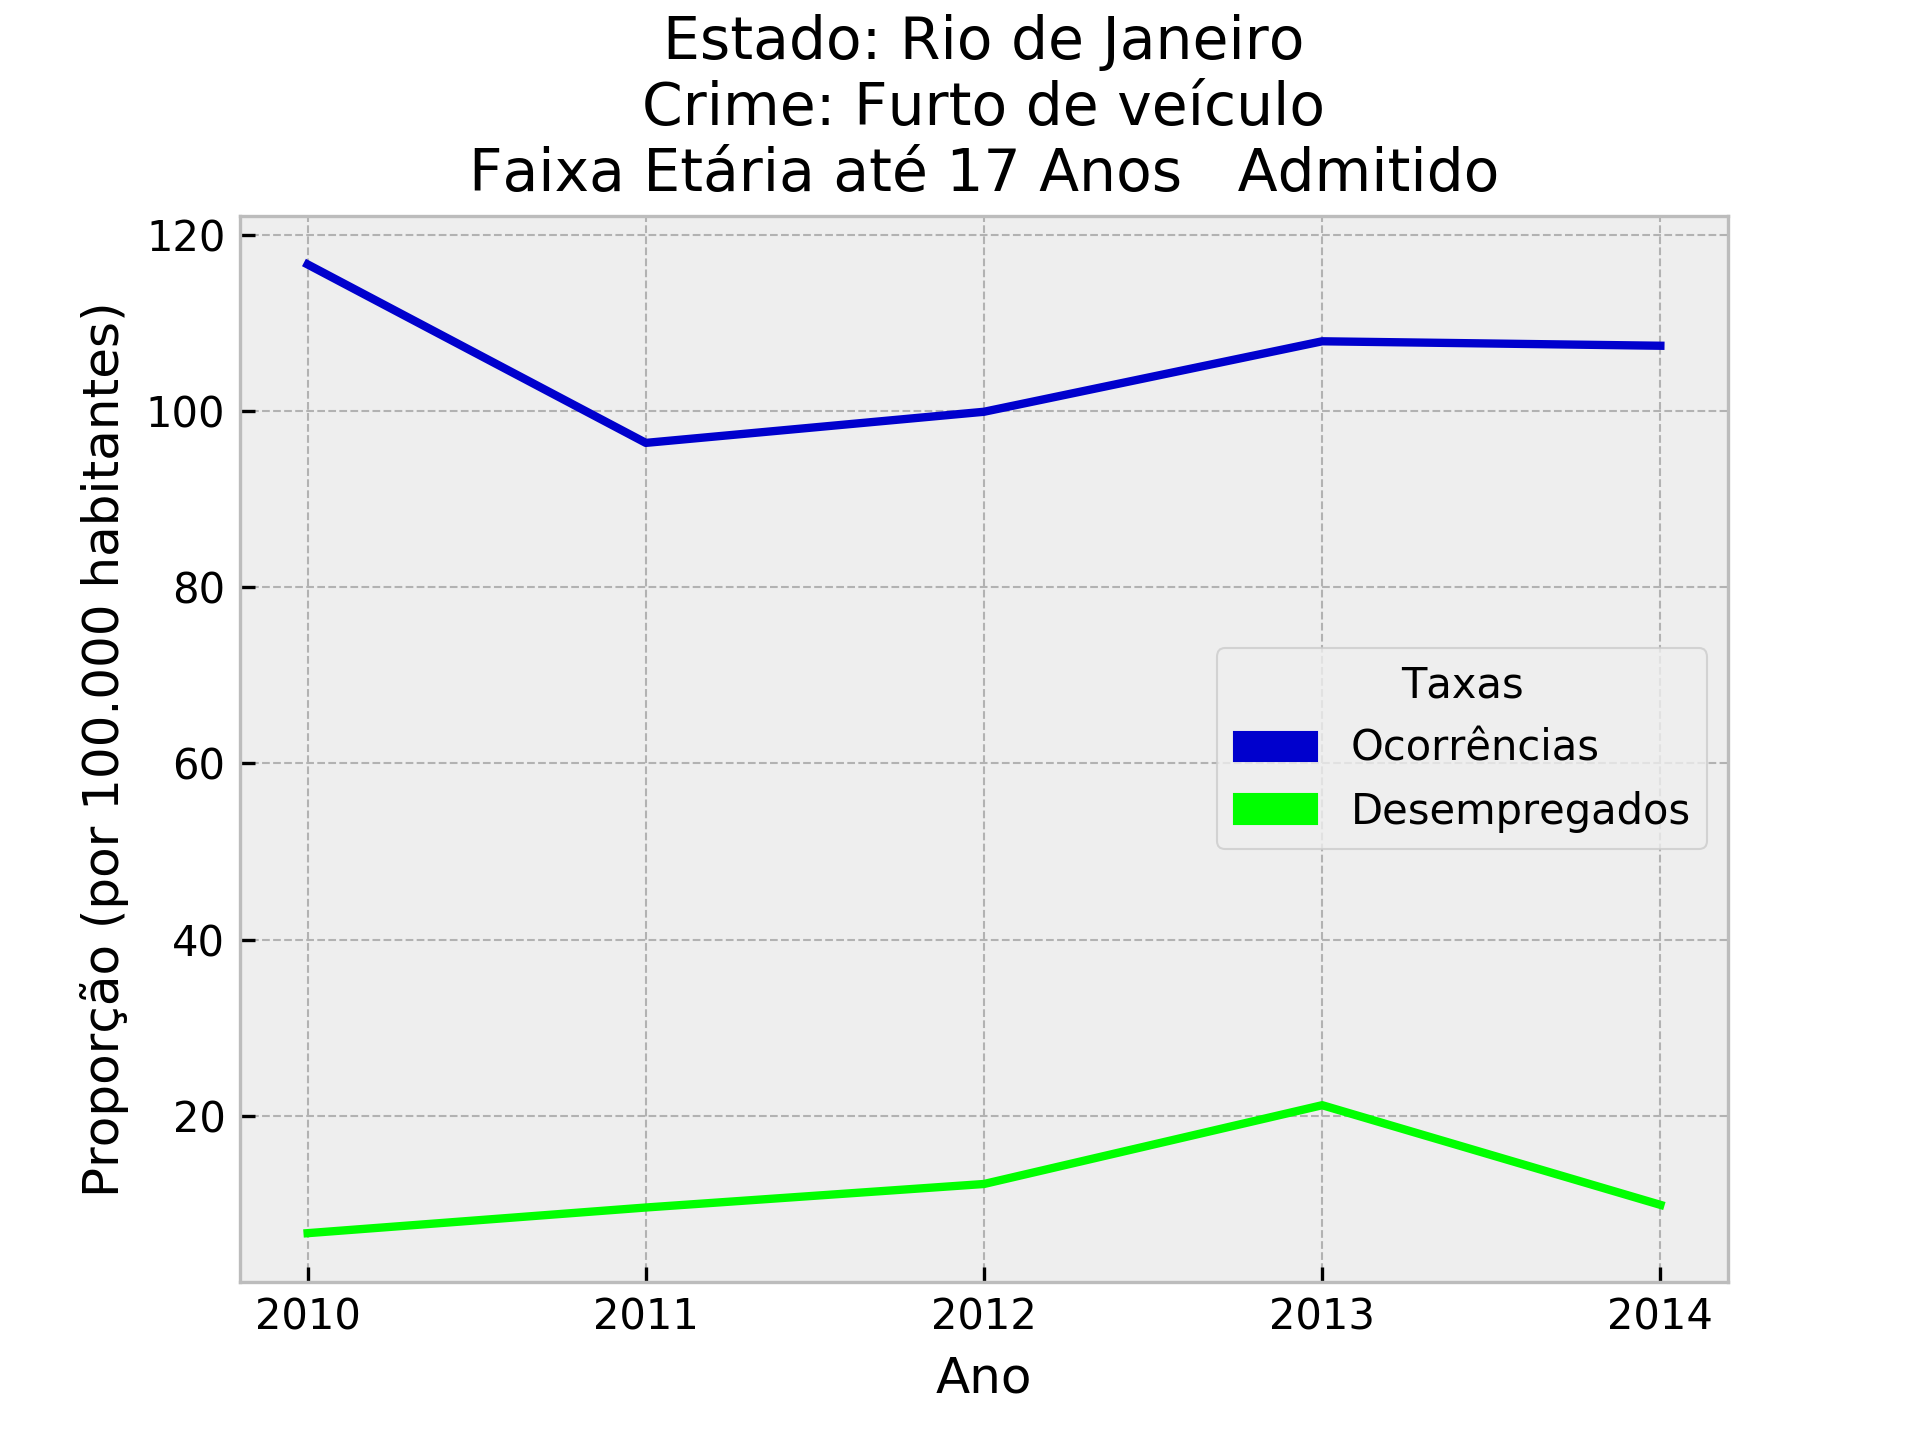 Estado: Rio de Janeiro
Crime: Furto de veículo
Faixa Etária até 17 Anos   Admitido
Proporção (por 100.000 habitantes)
120
100
80
60
40
20
Taxas
Ocorrências
Desempregados
2010
2011
2012
2013
2014
Ano